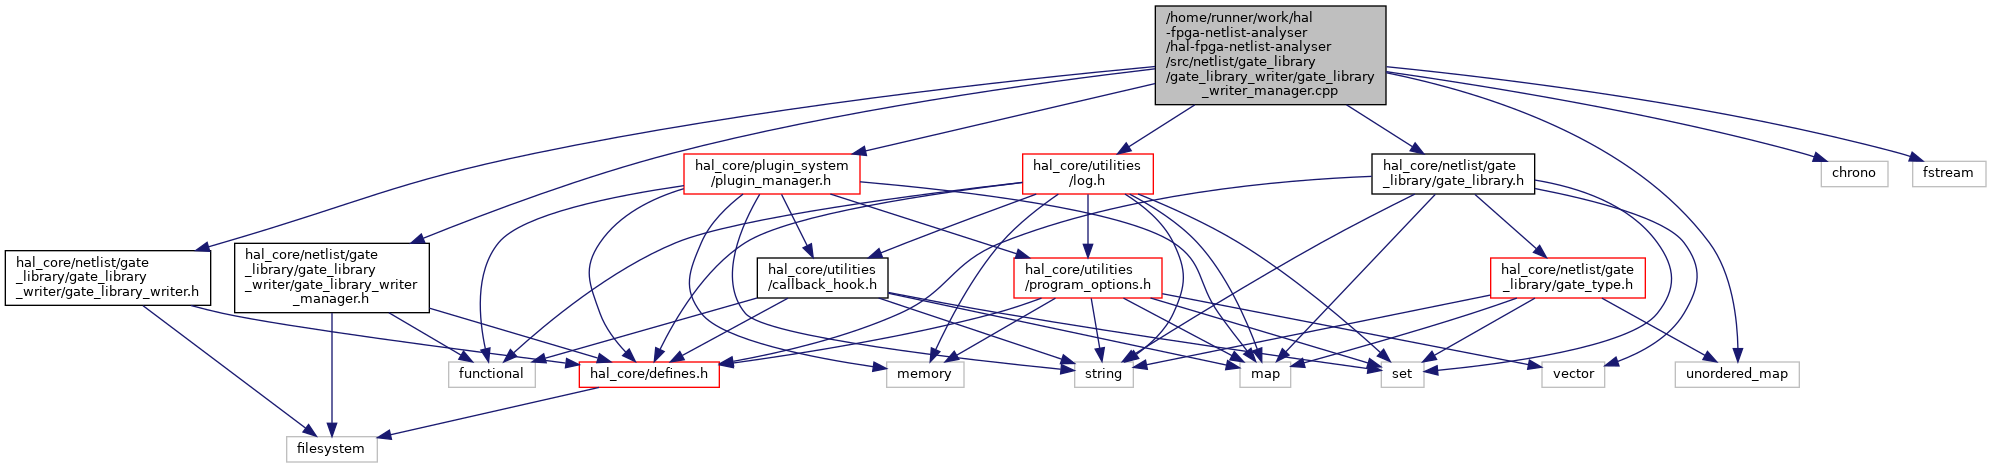 /home/runner/work/hal
-fpga-netlist-analyser
/hal-fpga-netlist-analyser
/src/netlist/gate_library
/gate_library_writer/gate_library
_writer_manager.cpp
hal_core/plugin_system
/plugin_manager.h
hal_core/utilities
/log.h
hal_core/netlist/gate
_library/gate_library.h
chrono
fstream
hal_core/netlist/gate
_library/gate_library
_writer/gate_library_writer.h
hal_core/netlist/gate
_library/gate_library
_writer/gate_library_writer
_manager.h
hal_core/utilities
/callback_hook.h
hal_core/utilities
/program_options.h
hal_core/netlist/gate
_library/gate_type.h
functional
hal_core/defines.h
memory
string
map
set
vector
unordered_map
filesystem